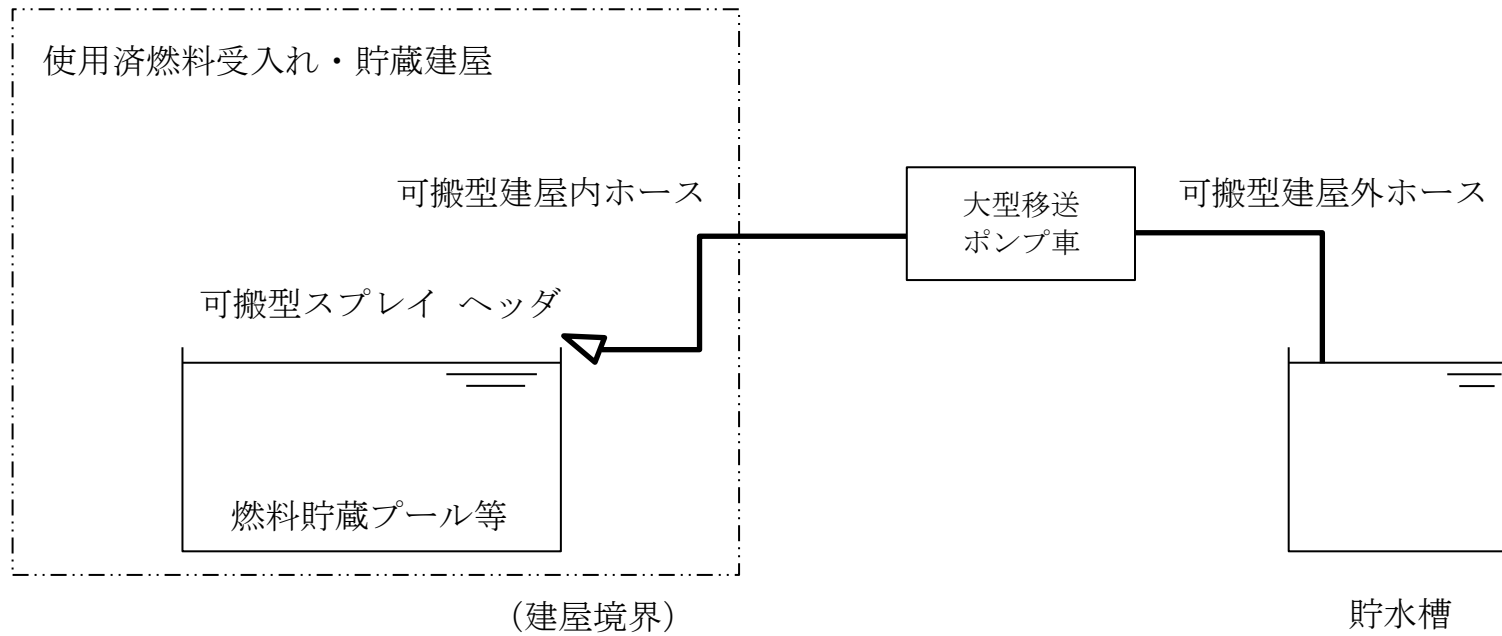 使用済燃料受入れ・貯蔵建屋
可搬型建屋内ホース
大型移送
ポンプ車
可搬型建屋外ホース
可搬型スプレイ ヘッダ
燃料貯蔵プール等
(建屋境界)
貯水槽